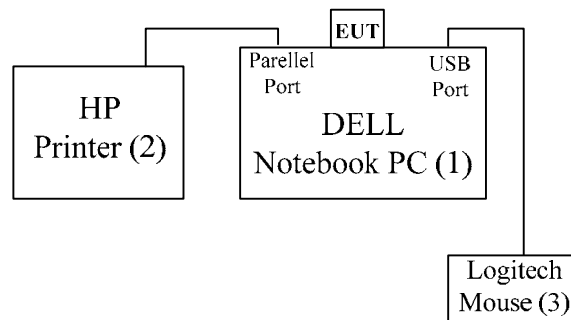 EUT
Parellel
Port
USB
Port
HP
Printer (2)
DELL
Notebook PC (1)
Logitech
Mouse (3)